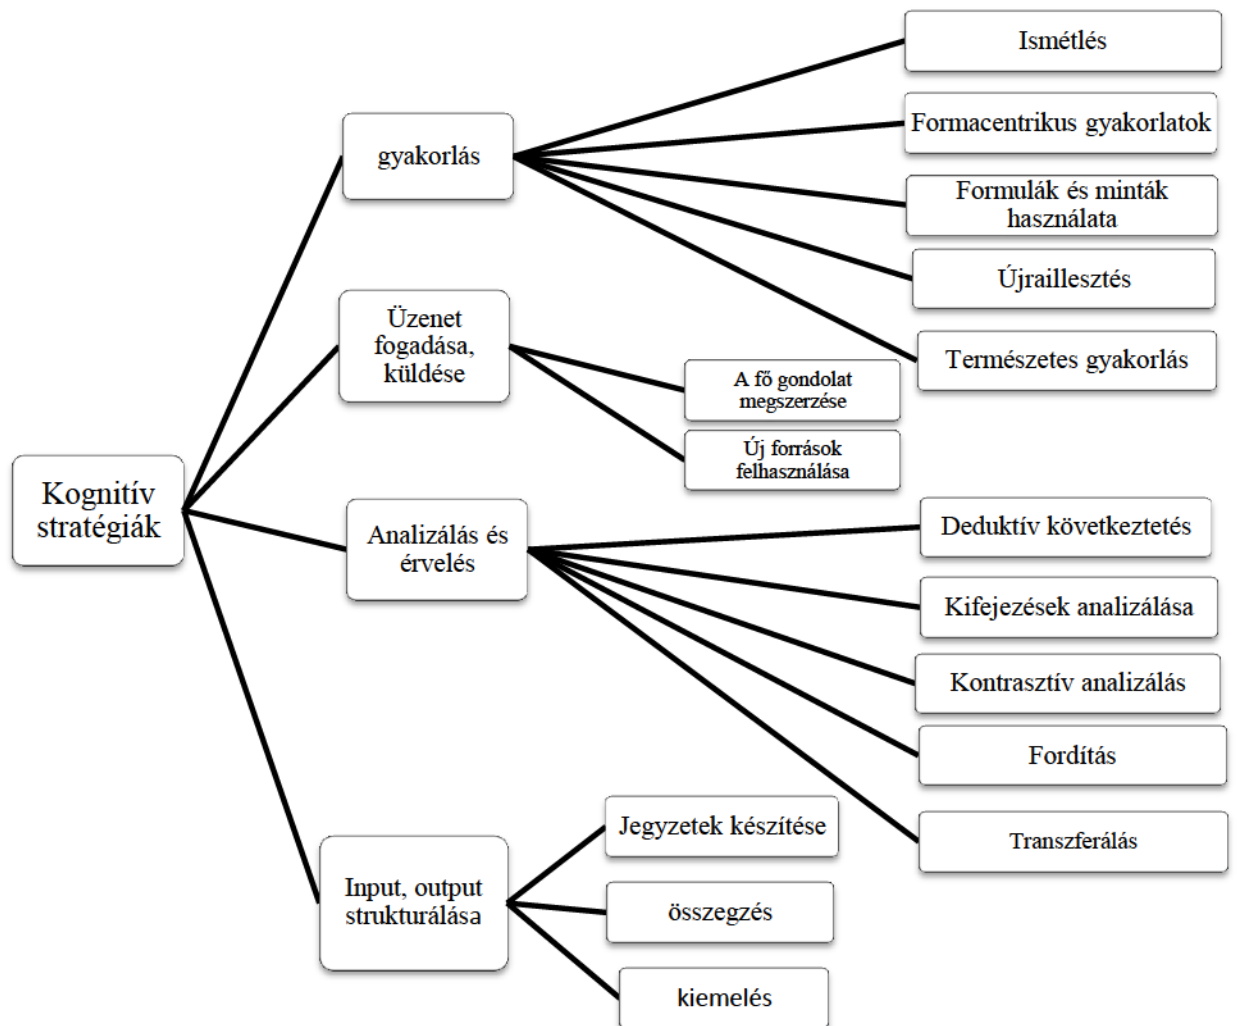 Kognitív
stratégiák
gyakorlás
Ismétlés
Formacentrikus gyakorlatok
Formulák és minták
használata
Újraillesztés
Természetes gyakorlás
Üzenet
fogadása,
küldése
A fő gondolat
megszerzése
Új források
felhasználása
Analizálás és
érvelés
Deduktív következtetés
Kifejezések analizálása
Kontrasztív analizálás
Fordítás
Transzferálás
Input, output
strukturálása
Jegyzetek készítése
összegzés
kiemelés